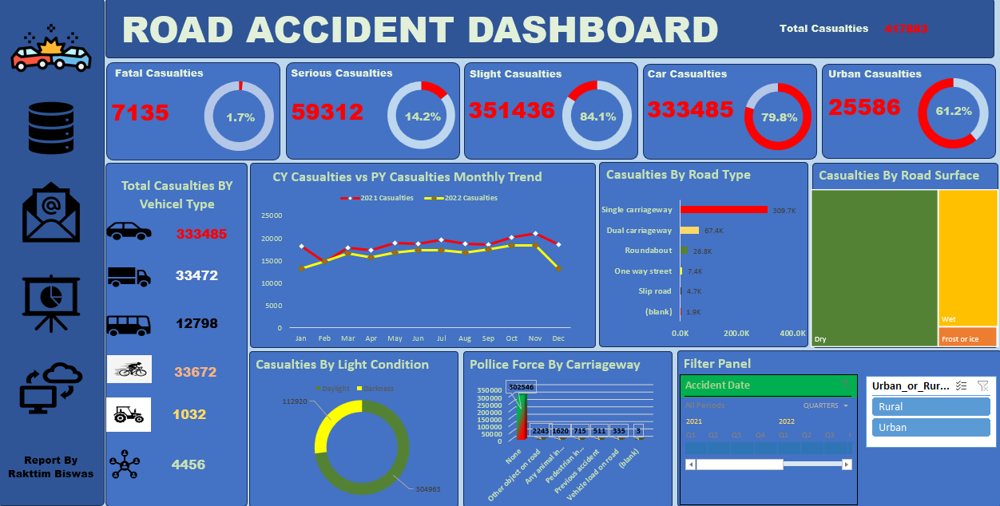 ROAD ACCIDENT DASHBOARD
Total Casualties 417883
Fatal Casualties
7135
1.7%
Serious Casualties
59312
14.2%
Slight Casualties
351436
84.1%
Car Casualties
333485
79.8%
Urban Casualties
25586
61.2%
Total Casualties BY
Vehicel Type
333485
33472
12798
33672
1032
4456
Report By
Rakttim Biswas
CY Casualties vs PY Casualties Monthly Trend
2021 Casualties 2022 Casualties
25000
20000
15000
10000
5000
0
Jan Feb Mar Apr May Jun Jul Aug Sep Oct Nov Dec
Casualties By Road Type
Single carriageway 309.7K
Dual carriageway 67.4K
Roundabout 26.8K
One way street 7.4K
Slip road 4.7K
(blank) 1.9K
0.0K 200.0K 400.0K
Casualties By Road Surface
Dry
Wet
Frost or ice
Casualties By Light Condition
Daylight Darkness
112920
304963
Pollice Force By Carriageway
350000
300000
250000
200000
150000
100000
50000
0
302546
2243 1620 715 511 335 3
None
Other object on road
Any animal in...
Pedestrian in...
Previous accident
Vehicle load on road
(blank)
Filter Panel
Accident Date
All Periods QUARTERS
2021 2022
Q1 Q2 Q3 Q4 Q1 Q2 Q3
Urban_or_Rur...
Rural
Urban